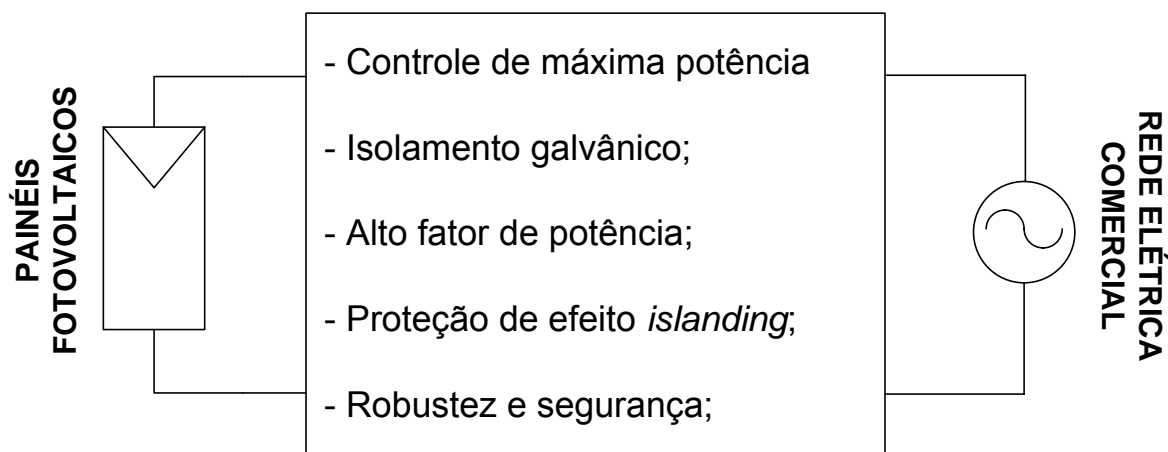 PAINÉIS
FOTOVOLTAICOS
- Controle de máxima potência
- Isolamento galvânico;
- Alto fator de potência;
- Proteção de efeito islanding;
- Robustez e segurança;
REDE ELÉTRICA
COMERCIAL